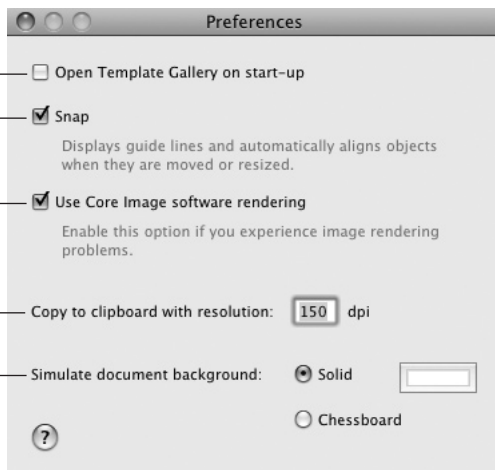 Preferences
Open Template Gallery on start-up
Snap
Displays guide lines and automatically aligns objects
when they are moved or resized.
Use Core Image software rendering
Enable this option if you experience image rendering
problems.
Copy to clipboard with resolution: 150 dpi
Simulate document background: Solid
Chessboard
?